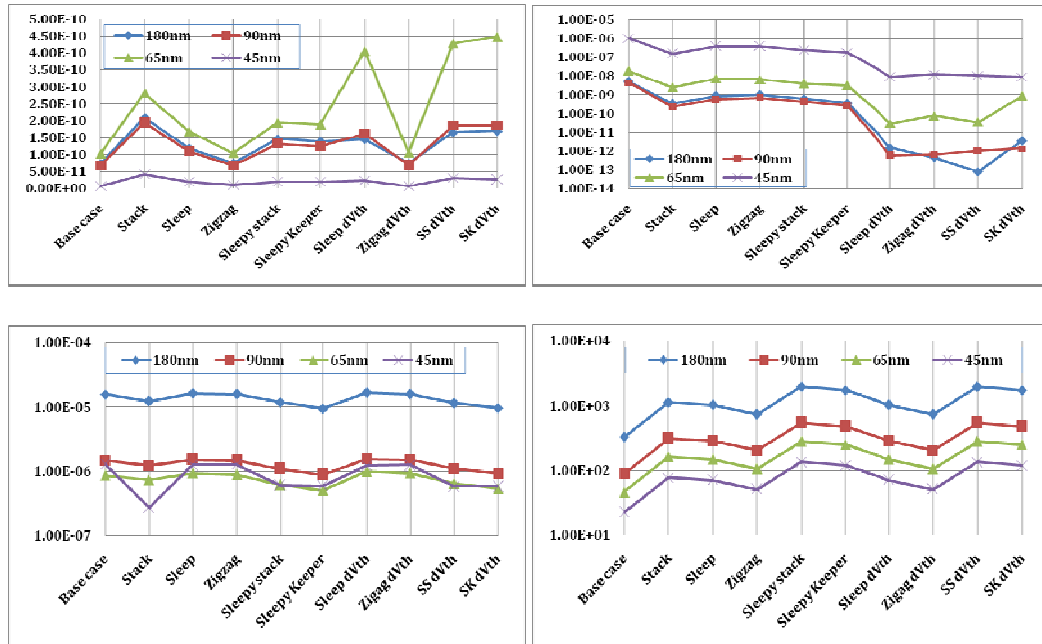 5.00E-10
4.50E-10
4.00E-10
3.50E-10
3.00E-10
2.50E-10
2.00E-10
1.50E-10
1.00E-10
5.00E-11
0.00E+00
180nm 90nm
65nm 45nm
Base case Stack Sleep Zigzag Sleepy stack Sleepy Keeper Sleep dVth Zigag dVth SS dVth SK dVth
1.00E-05
1.00E-06
1.00E-07
1.00E-08
1.00E-09
1.00E-10
1.00E-11
1.00E-12
1.00E-13
1.00E-14
180nm 90nm
65nm 45nm
Base case Stack Sleep Zigzag Sleepy stack Sleepy Keeper Sleep dVth Zigag dVth SS dVth SK dVth
1.00E-04
1.00E-05
1.00E-06
1.00E-07
180nm 90nm 65nm 45nm
Base case Stack Sleep Zigzag Sleepy stack Sleepy Keeper Sleep dVth Zigag dVth SS dVth SK dVth
1.00E+04
1.00E+03
1.00E+02
1.00E+01
180nm 90nm 65nm 45nm
Base case Stack Sleep Zigzag Sleepy stack Sleepy Keeper Sleep dVth Zigag dVth SS dVth SK dVth